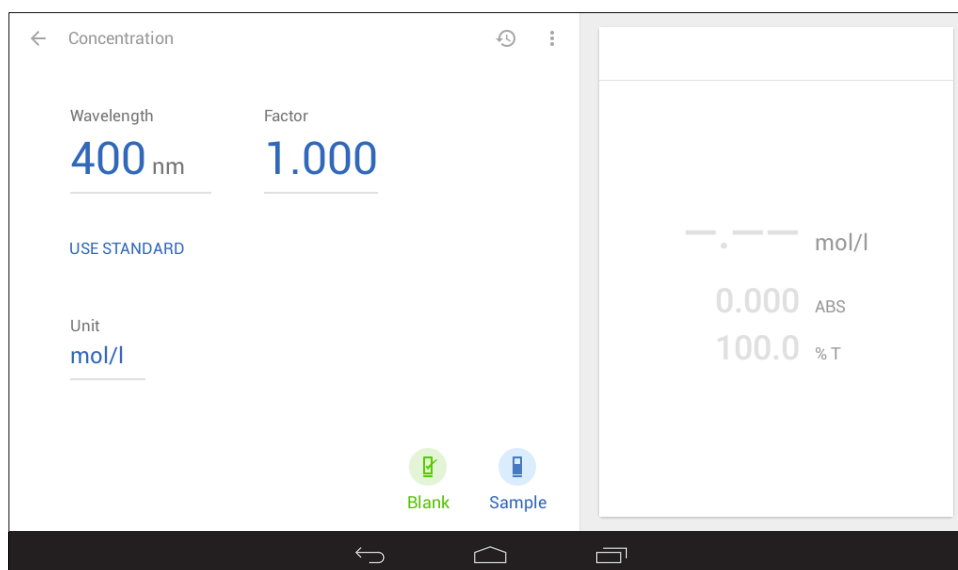 Concentration
Wavelength
400 nm
Factor
1.000
USE STANDARD
Unit
mol/l
Blank
Sample
–.–– mol/l
0.000 ABS
100.0 % T